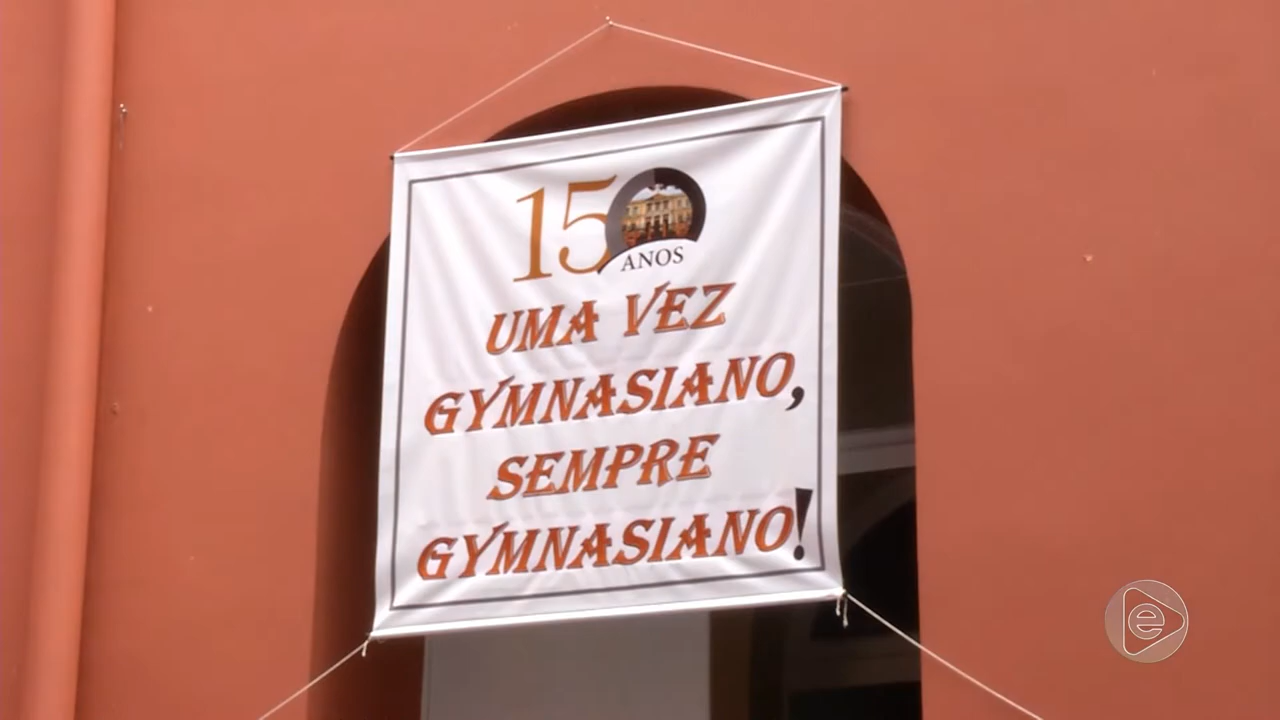 150
ANOS
UMA VEZ
GYMNASIANO,
SEMPRE
GYMNASIANO!
e